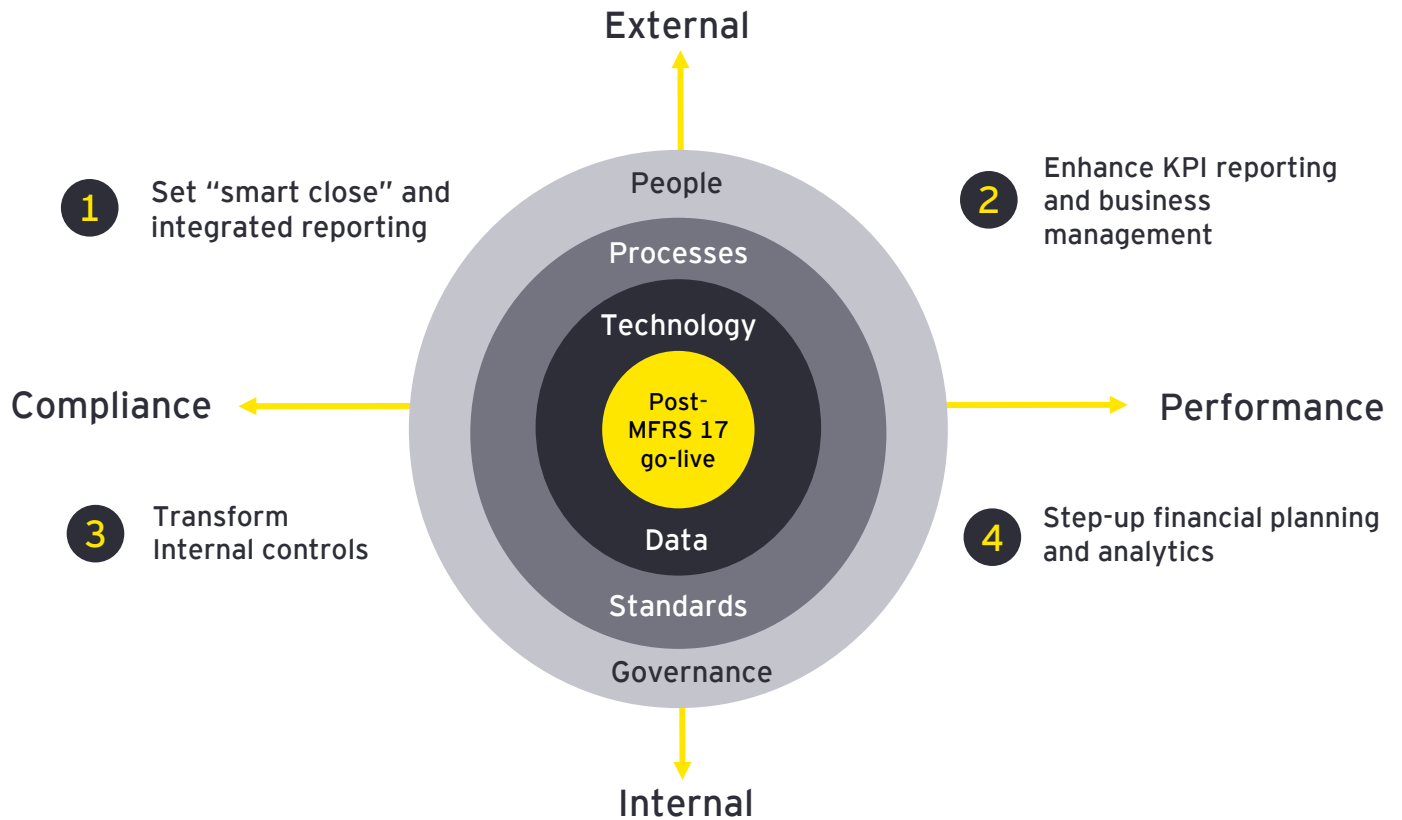 External
People
1
Set “smart close” and
integrated reporting
2
Enhance KPI reporting
and business
management
Processes
Technology
Compliance
Post-
MFRS 17
go-live
Performance
3
Transform
Internal controls
4
Step-up financial planning
and analytics
Data
Standards
Governance
Internal